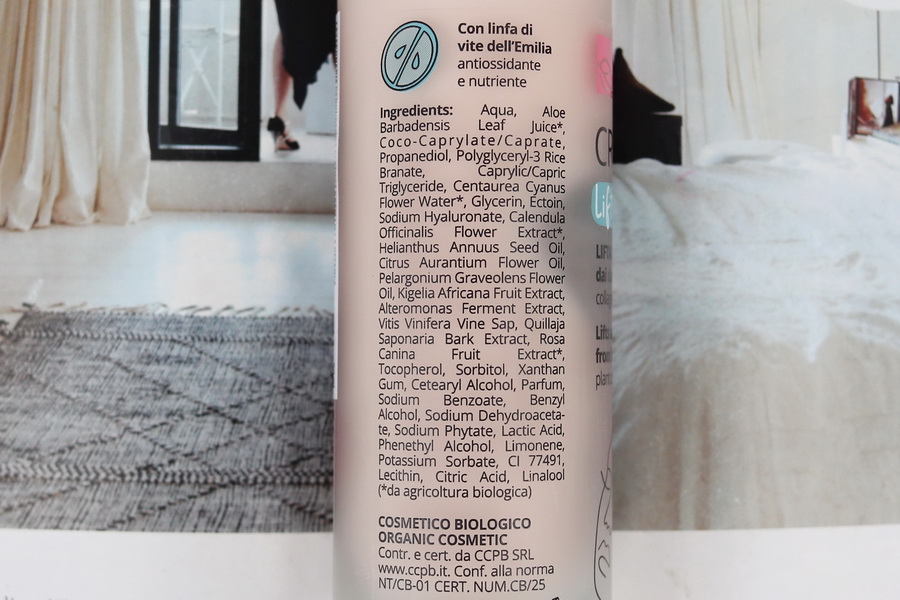 Con linfa di
vite dell'Emilia
antiossidante
e nutriente
Ingredients: Aqua, Aloe
Barbadensis Leaf Juice*,
Coco-Caprylate/Caprate,
Propanediol, Polyglyceryl-3 Rice
Branate, Caprylic/Capric
Triglyceride, Centaurea Cyanus
Flower Water*, Glycerin, Ectoin,
Sodium Hyaluronate, Calendula
Officinalis Flower Extract*,
Helianthus Annuus Seed Oil,
Citrus Aurantium Flower Oil,
Pelargonium Graveolens Flower
Oil, Kigelia Africana Fruit Extract,
Alteromonas Ferment Extract,
Vitis Vinifera Vine Sap, Quillaja
Saponaria Bark Extract, Rosa
Canina Fruit Extract*,
Tocopherol, Sorbitol, Xanthan
Gum, Cetearyl Alcohol, Parfum,
Sodium Benzoate, Benzyl
Alcohol, Sodium Dehydroaceta-
te, Sodium Phytate, Lactic Acid,
Phenethyl Alcohol, Limonene,
Potassium Sorbate, CI 77491,
Lecithin, Citric Acid, Linalool
(*da agricoltura biologica)
COSMETICO BIOLOGICO
ORGANIC COSMETIC
Contr. e cert. da CCPB SRL
www.ccpb.it. Conf. alla norma
NT/CB-01 CERT. NUM.CB/25